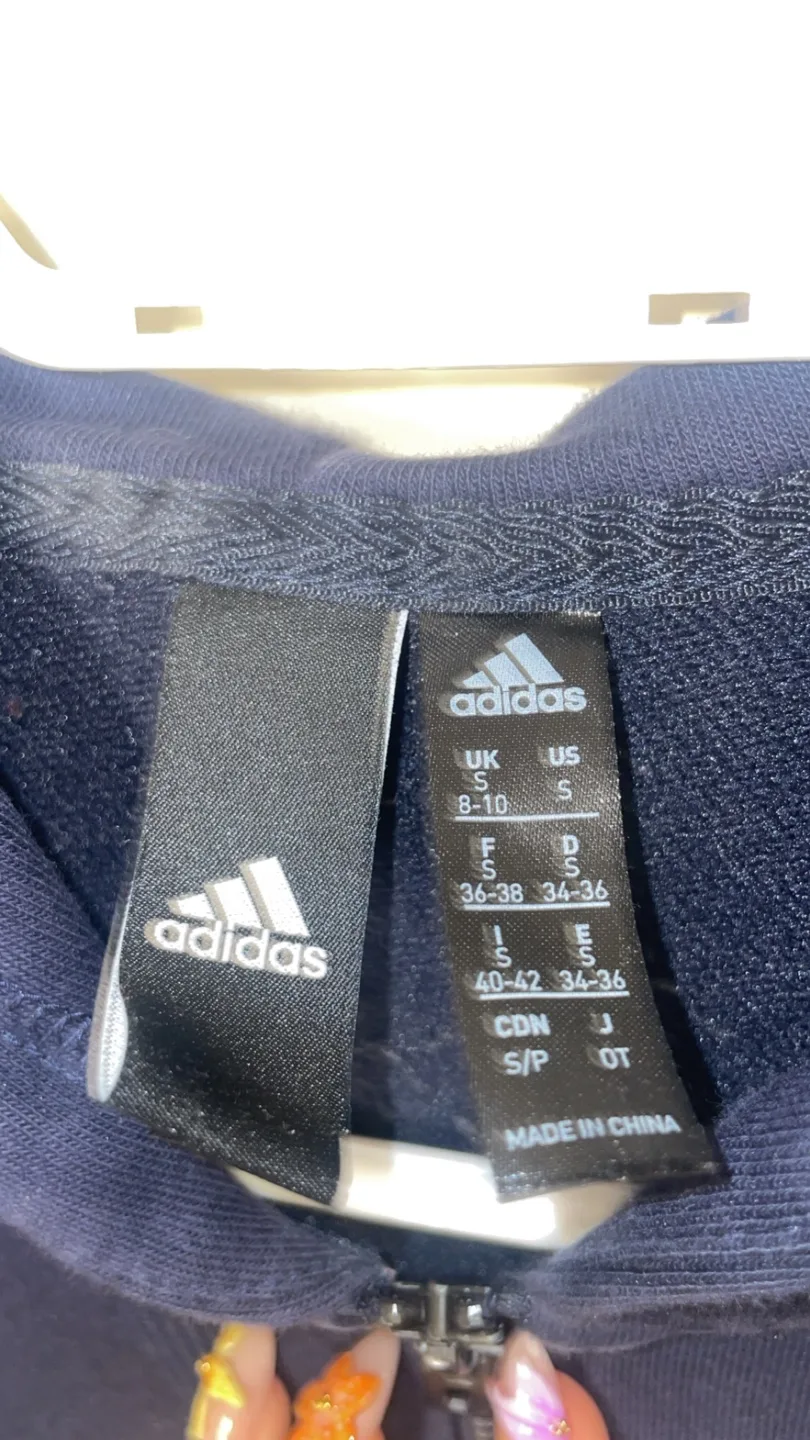 adidas
adidas
UK US
S S
8-10
F D
S S
36-38 34-36
I E
S S
40-42 34-36
CDN J
S/P OT
MADE IN CHINA